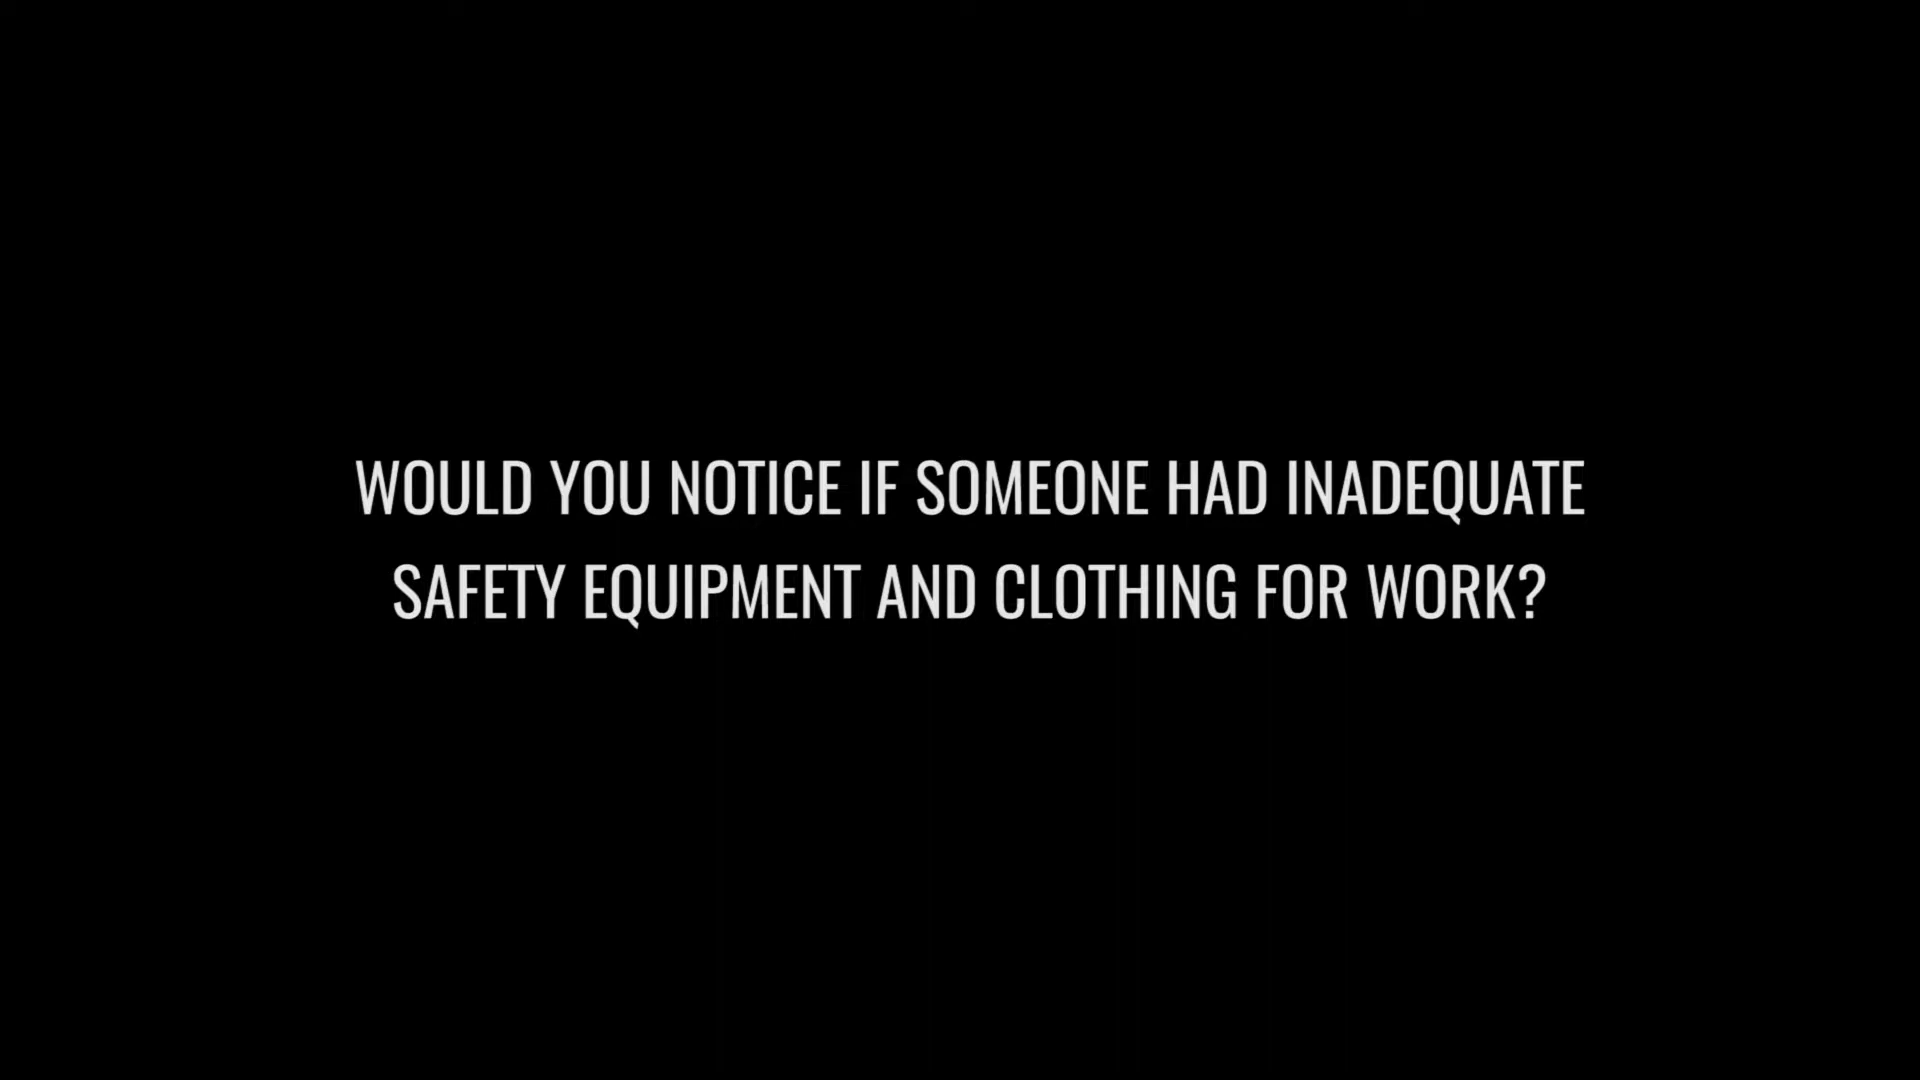 WOULD YOU NOTICE IF SOMEONE HAD INADEQUATE
SAFETY EQUIPMENT AND CLOTHING FOR WORK?